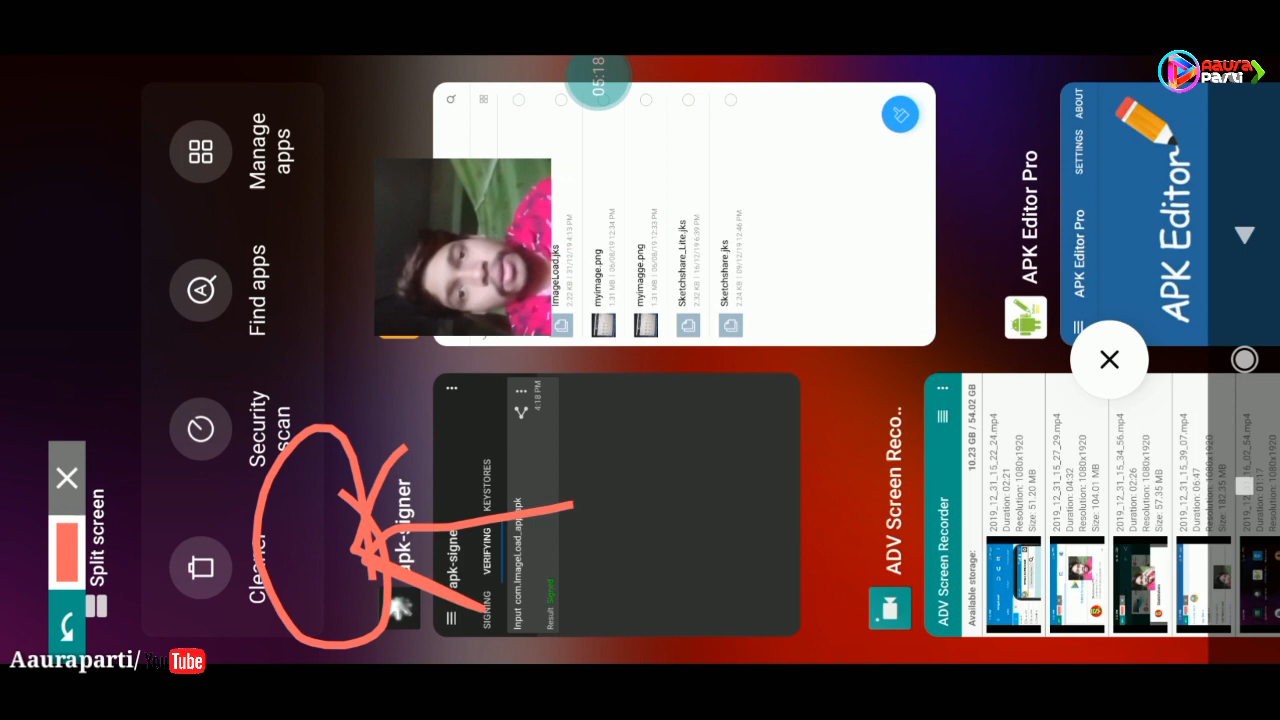 Split screen
Manage apps
Find apps
Security scan
apk-signer
SIGNING VERIFYING KEYSTORES
Input com.ImageLoad_app.apk
Result Signed
4:18 PM
05:18
ImageLoad.jks
2.22 KB | 31/12/19 4:13 PM
myimage.png
1.31 MB | 06/08/19 12:34 PM
myimagge.png
1.31 MB | 06/08/19 12:33 PM
Sketchshare_Lite.jks
2.32 KB | 16/12/19 6:39 PM
Sketchshare.jks
2.24 KB | 09/12/19 12:46 PM
ADV Screen Reco..
ADV Screen Recorder
Available storage: 10.23 GB / 54.02 GB
2019_12_31_15_22_24.mp4
Duration: 02:21
Resolution: 1080x1920
Size: 51.20 MB
2019_12_31_15_27_29.mp4
Duration: 04:32
Resolution: 1080x1920
Size: 104.01 MB
2019_12_31_15_34_56.mp4
Duration: 02:26
Resolution: 1080x1920
Size: 57.35 MB
2019_12_31_15_39_07.mp4
Duration: 06:47
Resolution: 1080x1920
Size: 182.35 MB
APK Editor Pro
APK Editor Pro SETTINGS ABOUT
APK Editor
Aaura
Parti
Aauraparti/YouTube